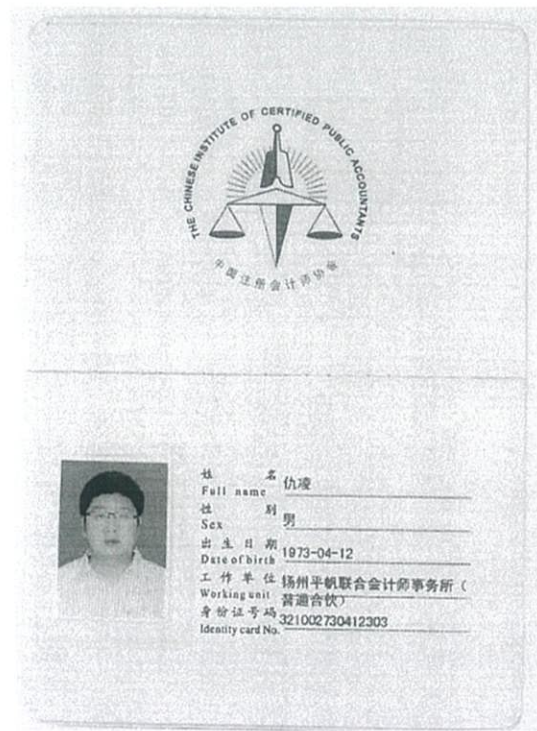 THE CHINESE INSTITUTE OF CERTIFIED PUBLIC ACCOUNTANTS
中国注册会计师协会
姓 名 仇凌
Full name
性 别 男
Sex
出 生 日 期 1973-04-12
Date of birth
工 作 单 位 扬州平帆联合会计师事务所（
Working unit 普通合伙）
身份证号码 321002730412303
Identity card No.